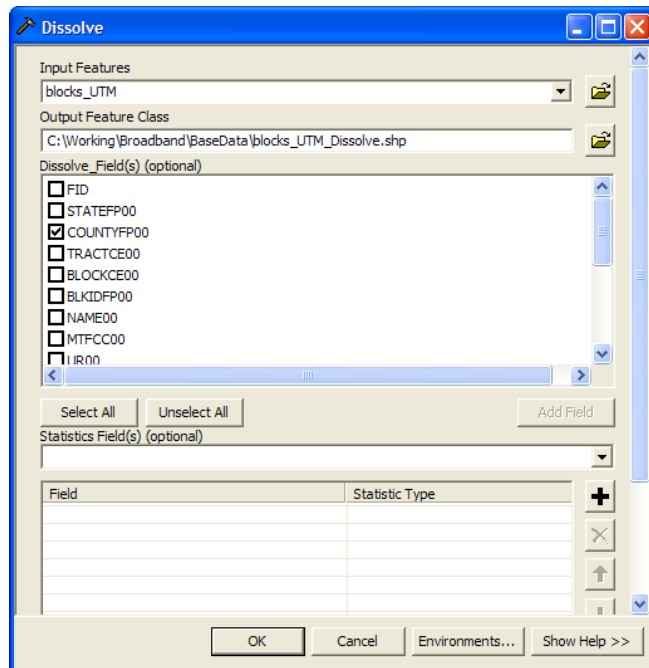 Dissolve
Input Features
blocks_UTM
Output Feature Class
C:\Working\Broadband\BaseData\blocks_UTM_Dissolve.shp
Dissolve_Field(s) (optional)
FID
STATEFP00
COUNTYFP00
TRACTCE00
BLOCKCE00
BLKIDFP00
NAME00
MTFCC00
UR00
Select All Unselect All Add Field
Statistics Field(s) (optional)
Field Statistic Type
OK Cancel Environments... Show Help >>